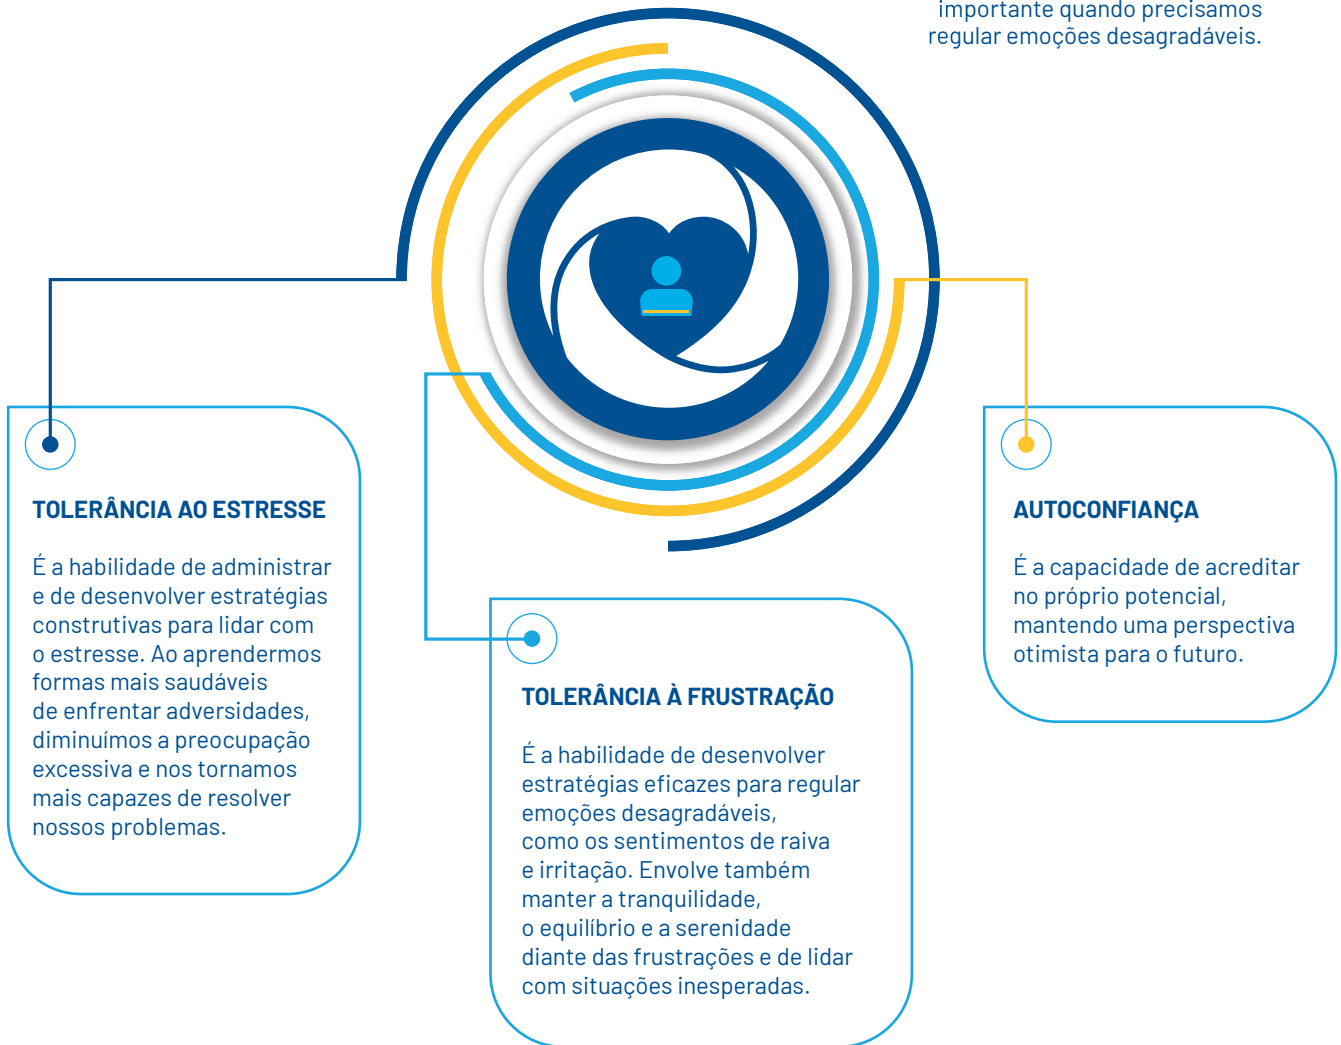 importante quando precisamos
regular emoções desagradáveis.
TOLERÂNCIA AO ESTRESSE
É a habilidade de administrar
e de desenvolver estratégias
construtivas para lidar com
o estresse. Ao aprendermos
formas mais saudáveis
de enfrentar adversidades,
diminuímos a preocupação
excessiva e nos tornamos
mais capazes de resolver
nossos problemas.
TOLERÂNCIA À FRUSTRAÇÃO
É a habilidade de desenvolver
estratégias eficazes para regular
emoções desagradáveis,
como os sentimentos de raiva
e irritação. Envolve também
manter a tranquilidade,
o equilíbrio e a serenidade
diante das frustrações e de lidar
com situações inesperadas.
AUTOCONFIANÇA
É a capacidade de acreditar
no próprio potencial,
mantendo uma perspectiva
otimista para o futuro.